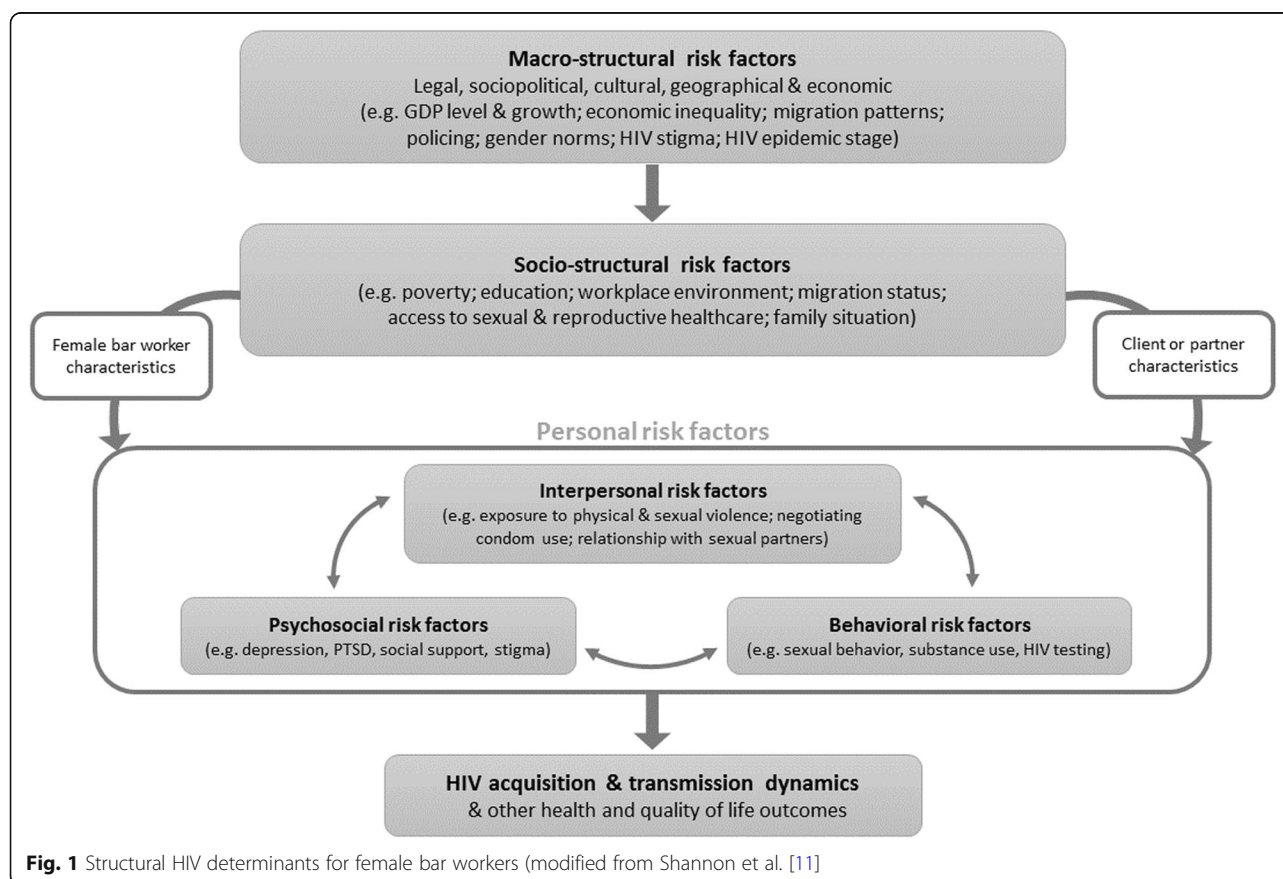 Macro-structural risk factors
Legal, sociopolitical, cultural, geographical & economic
(e.g. GDP level & growth; economic inequality; migration patterns;
policing; gender norms; HIV stigma; HIV epidemic stage)
Socio-structural risk factors
(e.g. poverty; education; workplace environment; migration status;
access to sexual & reproductive healthcare; family situation)
Female bar worker
characteristics
Client or partner
characteristics
Personal risk factors
Interpersonal risk factors
(e.g. exposure to physical & sexual violence; negotiating
condom use; relationship with sexual partners)
Psychosocial risk factors
(e.g. depression, PTSD, social support, stigma)
Behavioral risk factors
(e.g. sexual behavior, substance use, HIV testing)
HIV acquisition & transmission dynamics
& other health and quality of life outcomes
Fig. 1 Structural HIV determinants for female bar workers (modified from Shannon et al. [11]